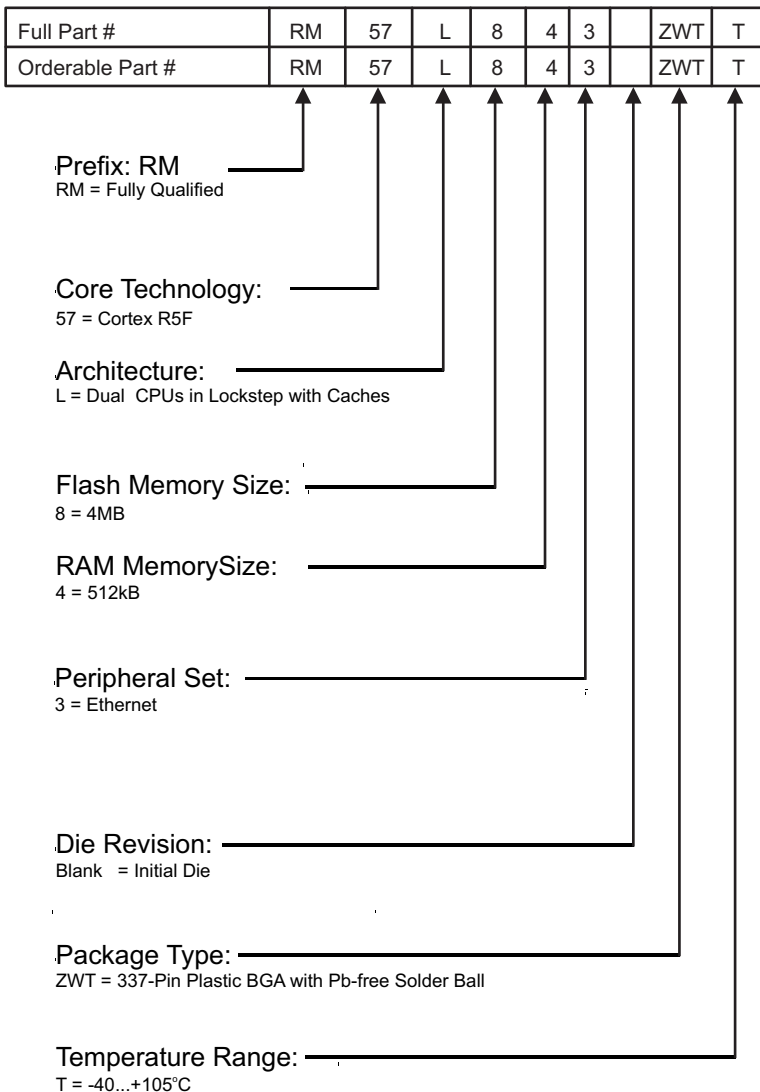 Full Part # RM 57 L 8 4 3 ZWT T
Orderable Part # RM 57 L 8 4 3 ZWT T
Prefix: RM
RM = Fully Qualified
Core Technology:
57 = Cortex R5F
Architecture:
L = Dual CPUs in Lockstep with Caches
Flash Memory Size:
8 = 4MB
RAM MemorySize:
4 = 512kB
Peripheral Set:
3 = Ethernet
Die Revision:
Blank = Initial Die
Package Type:
ZWT = 337-Pin Plastic BGA with Pb-free Solder Ball
Temperature Range:
T = -40...+105°C